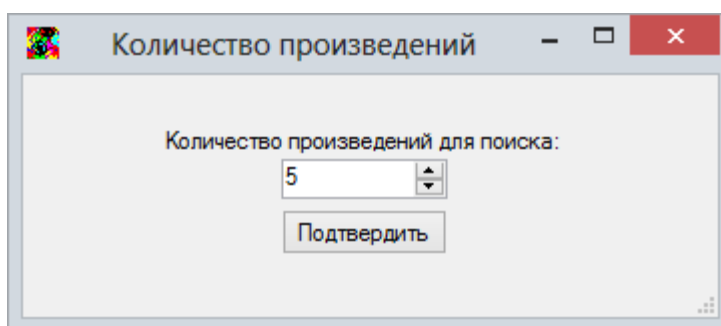 Количество произведений
Количество произведений для поиска:
5
Подтвердить